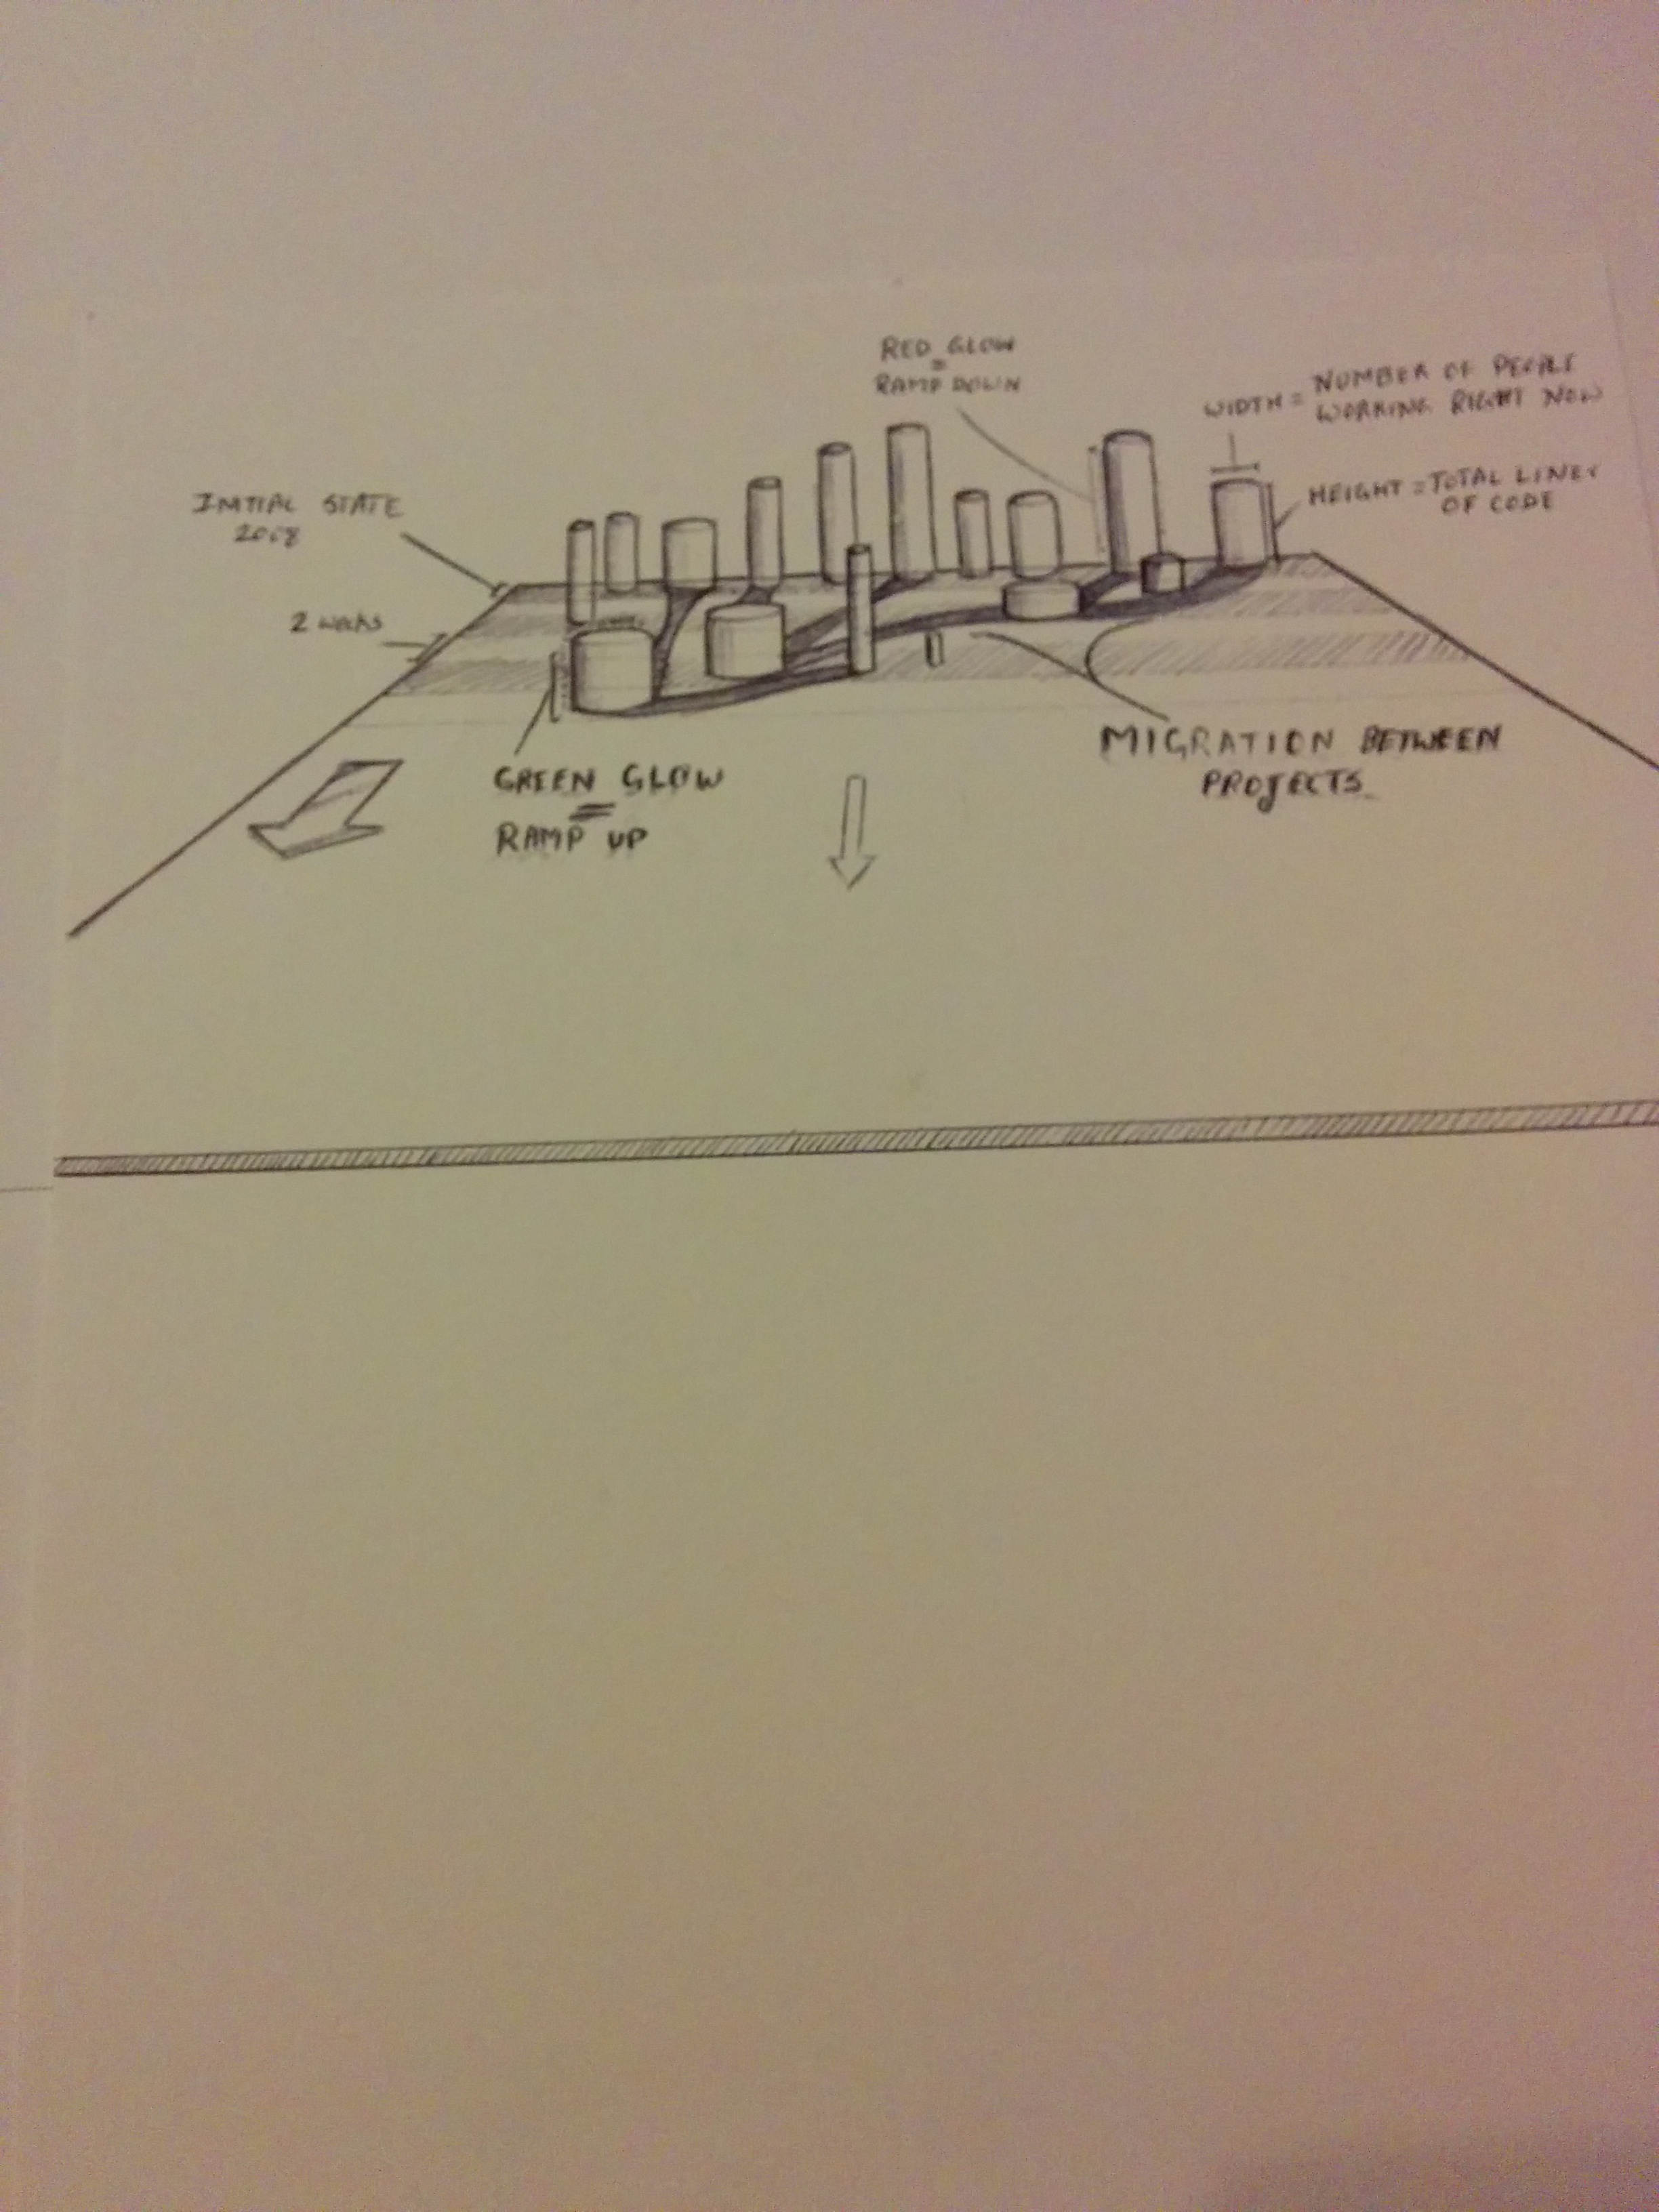 RED GLOW
=
RAMP DOWN
WIDTH = NUMBER OF PEOPLE
WORKING RIGHT NOW
HEIGHT = TOTAL LINES
OF CODE
INITIAL STATE
2008
2 WEEKS
GREEN GLOW
=
RAMP UP
MIGRATION BETWEEN
PROJECTS